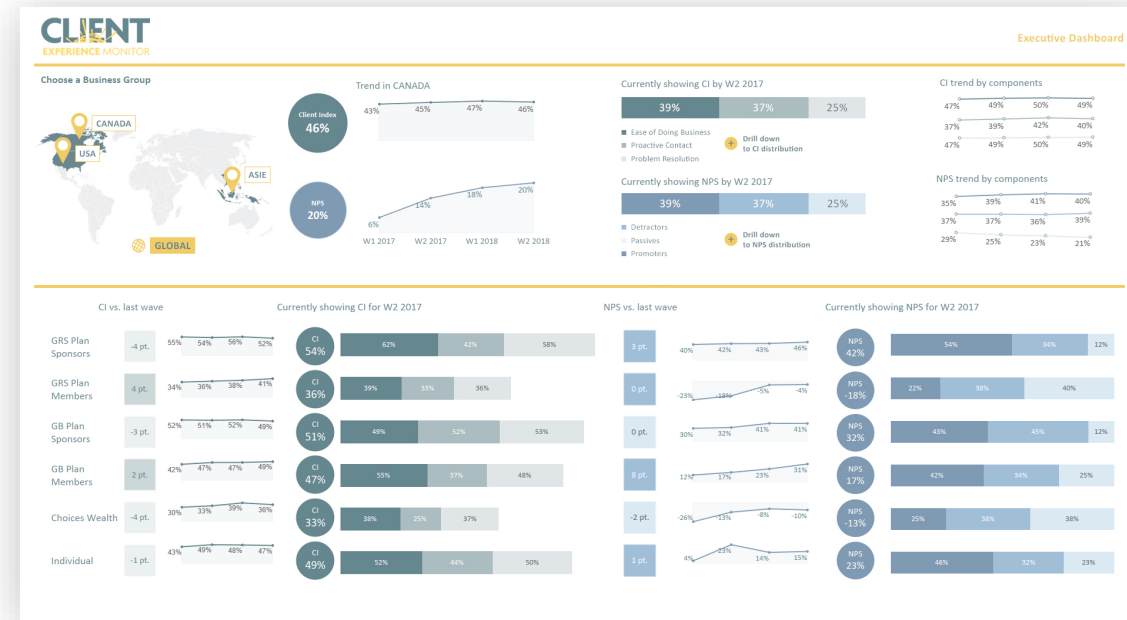 CLIENT
EXPERIENCE MONITOR
Executive Dashboard
Choose a Business Group
CANADA
USA
ASIE
GLOBAL
Client Index
46%
NPS
20%
Trend in CANADA
43% 45% 47% 46%
6% 14% 18% 20%
W1 2017 W2 2017 W1 2018 W2 2018
Currently showing CI by W2 2017
39% 37% 25%
Ease of Doing Business
Proactive Contact
Problem Resolution
+ Drill down
to CI distribution
Currently showing NPS by W2 2017
39% 37% 25%
Detractors
Passives
Promoters
+ Drill down
to NPS distribution
CI trend by components
47% 49% 50% 49%
37% 39% 42% 40%
47% 49% 50% 49%
NPS trend by components
35% 39% 41% 40%
37% 37% 36% 39%
29% 25% 23% 21%
CI vs. last wave
Currently showing CI for W2 2017
NPS vs. last wave
Currently showing NPS for W2 2017
GRS Plan
Sponsors
-4 pt.
55% 54% 56% 52%
CI
54%
62% 42% 58%
3 pt.
40% 42% 43% 46%
NPS
42%
54% 34% 12%
GRS Plan
Members
4 pt.
34% 36% 38% 41%
CI
36%
39% 33% 36%
0 pt.
-23% -18% -5% -4%
NPS
-18%
22% 38% 40%
GB Plan
Sponsors
-3 pt.
52% 51% 52% 49%
CI
51%
49% 52% 53%
0 pt.
30% 32% 41% 41%
NPS
32%
43% 45% 12%
GB Plan
Members
2 pt.
42% 47% 47% 49%
CI
47%
55% 37% 48%
8 pt.
12% 17% 23% 31%
NPS
17%
42% 34% 25%
Choices Wealth
-4 pt.
30% 33% 39% 36%
CI
33%
38% 25% 37%
-2 pt.
-26% -13% -8% -10%
NPS
-13%
25% 38% 38%
Individual
-1 pt.
43% 49% 48% 47%
CI
49%
52% 44% 50%
1 pt.
4% 23% 14% 15%
NPS
23%
46% 32% 23%